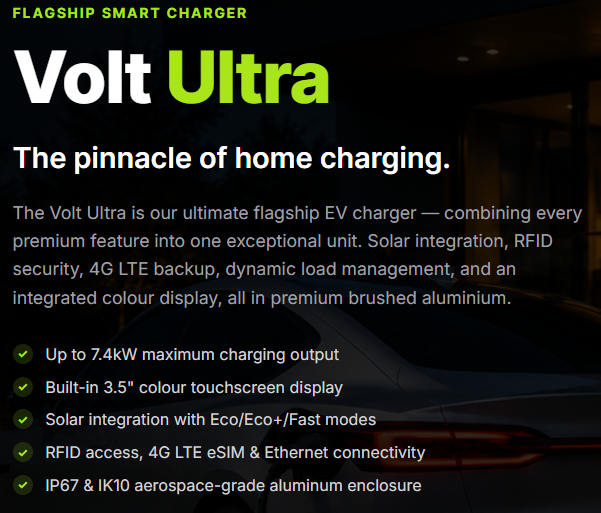 FLAGSHIP SMART CHARGER
Volt Ultra
The pinnacle of home charging.
The Volt Ultra is our ultimate flagship EV charger — combining every
premium feature into one exceptional unit. Solar integration, RFID
security, 4G LTE backup, dynamic load management, and an
integrated colour display, all in premium brushed aluminium.
Up to 7.4kW maximum charging output
Built-in 3.5" colour touchscreen display
Solar integration with Eco/Eco+/Fast modes
RFID access, 4G LTE eSIM & Ethernet connectivity
IP67 & IK10 aerospace-grade aluminum enclosure